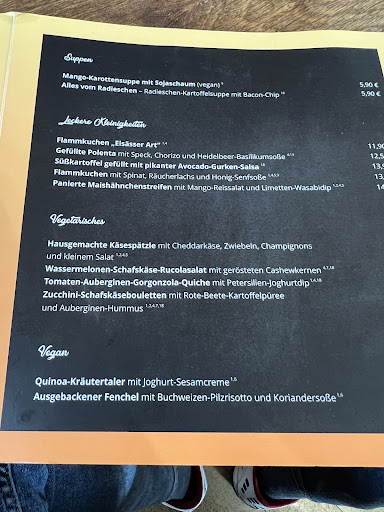 Suppen
Mango-Karottensuppe mit Sojaschaum (vegan) 5,90 €
Alles vom Radieschen – Radieschen-Kartoffelsuppe mit Bacon-Chip 5,90 €
Leckere Kleinigkeiten
Flammkuchen „Elsässer Art“ 11,90
Gefüllte Polenta mit Speck, Chorizo und Heidelbeer-Basilikumsoße 12,5
Süßkartoffel gefüllt mit pikanter Avocado-Gurken-Salsa
Flammkuchen mit Spinat, Räucherlachs und Honig-Senfsoße
Panierte Maishähnchenstreifen mit Mango-Reissalat und Limetten-Wasabidip 14
Vegetarisches
Hausgemachte Käsespätzle mit Cheddarkäse, Zwiebeln, Champignons
und kleinem Salat
Wassermelonen-Schafskäse-Rucolasalat mit gerösteten Cashewkernen
Tomaten-Auberginen-Gorgonzola-Quiche mit Petersilien-Joghurtdip
Zucchini-Schafskäsebouletten mit Rote-Beete-Kartoffelpüree
und Auberginen-Hummus
Vegan
Quinoa-Kräutertaler mit Joghurt-Sesamcreme
Ausgebackener Fenchel mit Buchweizen-Pilzrisotto und Koriandersoße